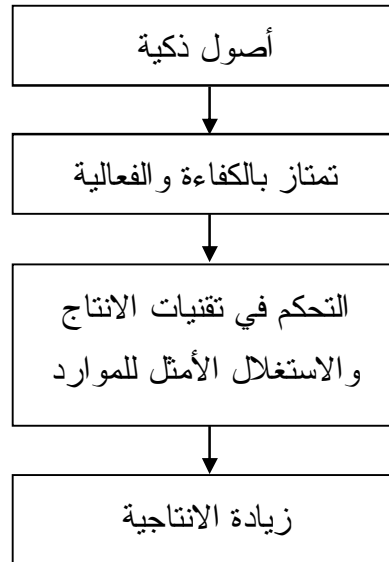 أصول ذكية
تمتاز بالكفاءة والفعالية
التحكم في تقنيات الانتاج
والاستغلال الأمثل للموارد
زيادة الانتاجية